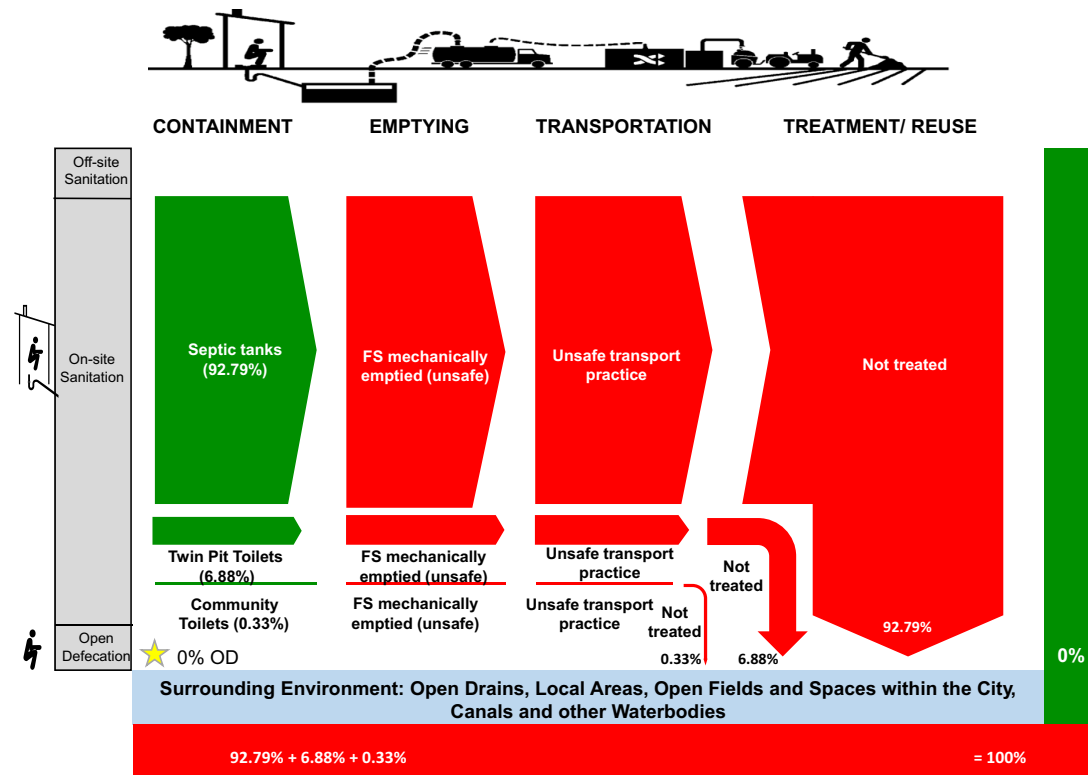 CONTAINMENT
EMPTYING
TRANSPORTATION
TREATMENT/ REUSE
Off-site
Sanitation
On-site
Sanitation
Open
Defecation
Septic tanks
(92.79%)
FS mechanically
emptied (unsafe)
Unsafe transport
practice
Not treated
Twin Pit Toilets
(6.88%)
FS mechanically
emptied (unsafe)
Unsafe transport
practice
Not
treated
Community
Toilets (0.33%)
FS mechanically
emptied (unsafe)
Unsafe transport
practice
Not
treated
0% OD
0.33%
6.88%
92.79%
0%
Surrounding Environment: Open Drains, Local Areas, Open Fields and Spaces within the City,
Canals and other Waterbodies
92.79% + 6.88% + 0.33%
= 100%